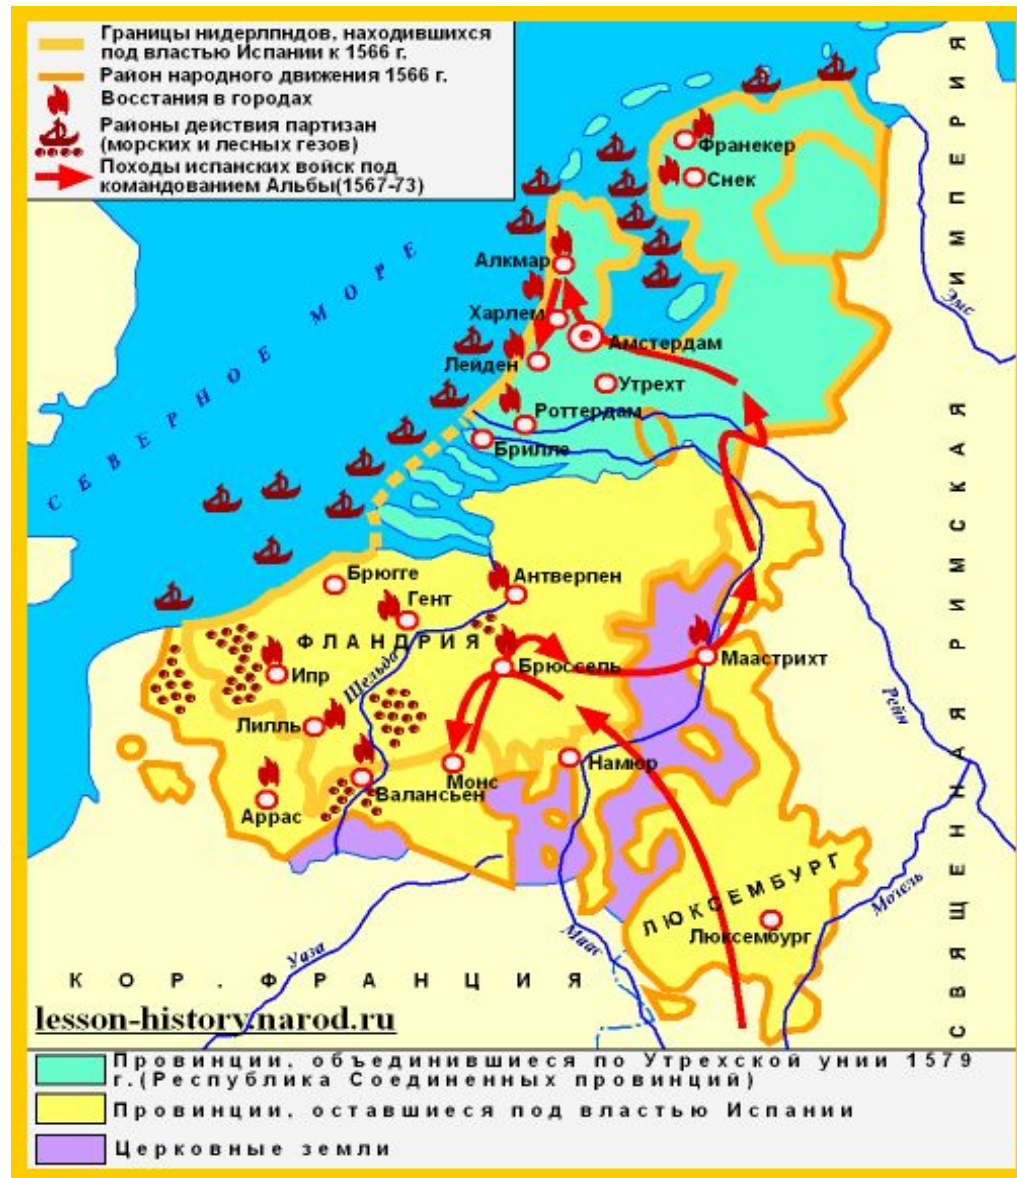 Границы нидерлпндов, находившихся
под властью Испании к 1566 г.
Район народного движения 1566 г.
Восстания в городах
Районы действия партизан
(морских и лесных гезов)
Походы испанских войск под
командованием Альбы(1567-73)
СЕВЕРНОЕ МОРЕ
СВЯЩЕННАЯ РИМСКАЯ ИМПЕРИЯ
Франекер
Снек
Алкмар
Харлем
Амстердам
Лейден
Утрехт
Роттердам
Брилле
Эмс
Брюгге
Гент
Антверпен
ФЛАНДРИЯ
Брюссель
Маастрихт
Ипр
Шельда
Рейн
Лилль
Монс
Намюр
Валансьен
Аррас
ЛЮКСЕМБУРГ
Люксембург
Мозель
Маас
Уаза
КОР. ФРАНЦИЯ
lesson-history.narod.ru
Провинции, объединившиеся по Утрехской унии 1579
г.(Республика Соединенных провинций)
Провинции, оставшиеся под властью Испании
Церковные земли